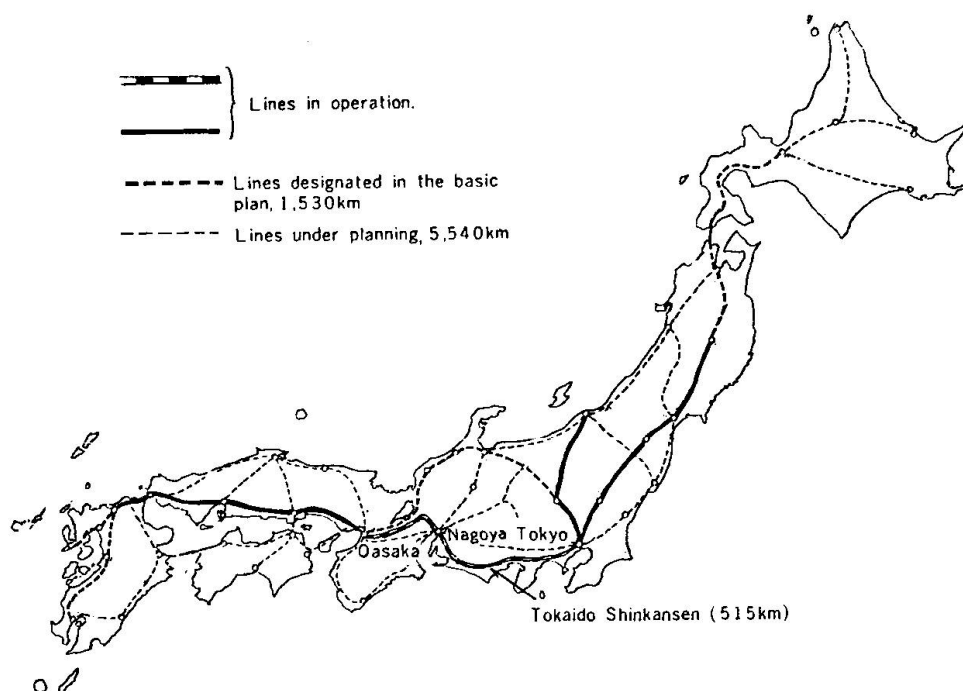 Lines in operation.
Lines designated in the basic
plan, 1,530km
Lines under planning, 5,540km
Oasaka
Nagoya
Tokyo
Tokaido Shinkansen (515km)